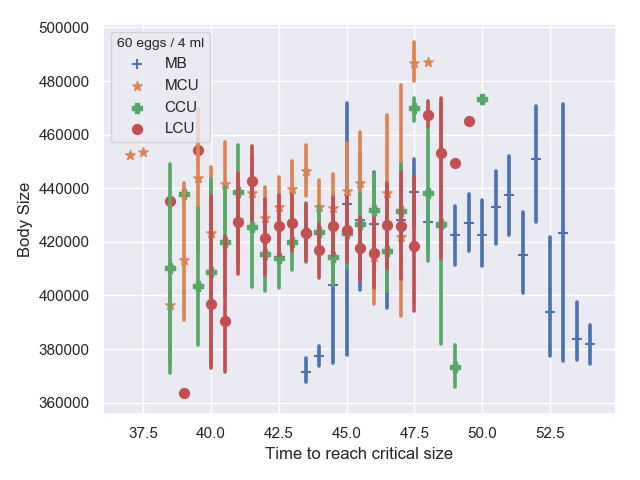 500000
480000
460000
440000
420000
400000
380000
360000
Body Size
60 eggs / 4 ml
MB
MCU
CCU
LCU
37.5 40.0 42.5 45.0 47.5 50.0 52.5
Time to reach critical size